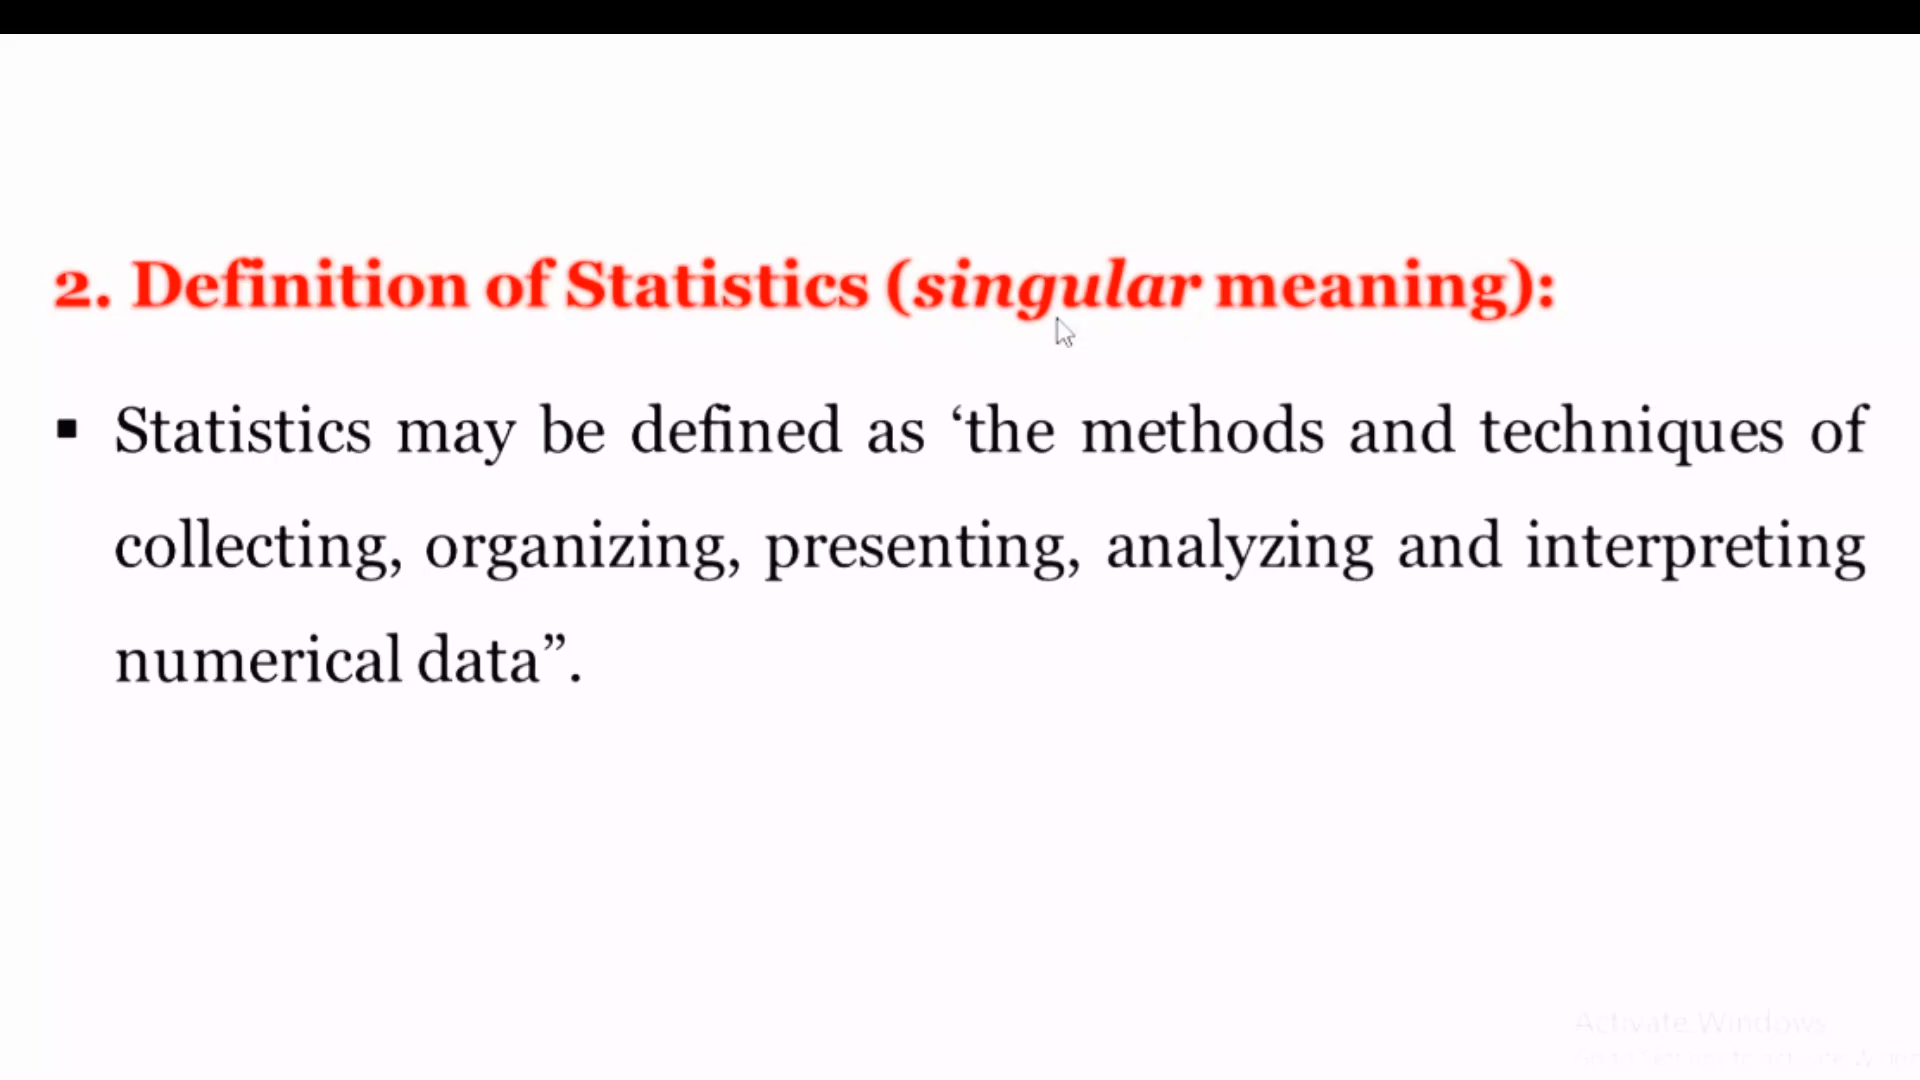 2. Definition of Statistics (singular meaning):
▪ Statistics may be defined as ‘the methods and techniques of
collecting, organizing, presenting, analyzing and interpreting
numerical data”.
Activate Windows